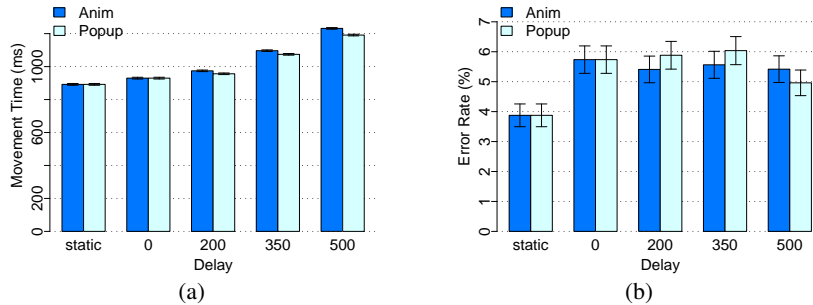 Anim
Popup
Movement Time (ms)
0
200
600
1000
static 0 200 350 500
Delay
(a)
Anim
Popup
Error Rate (%)
0
1
2
3
4
5
6
7
static 0 200 350 500
Delay
(b)